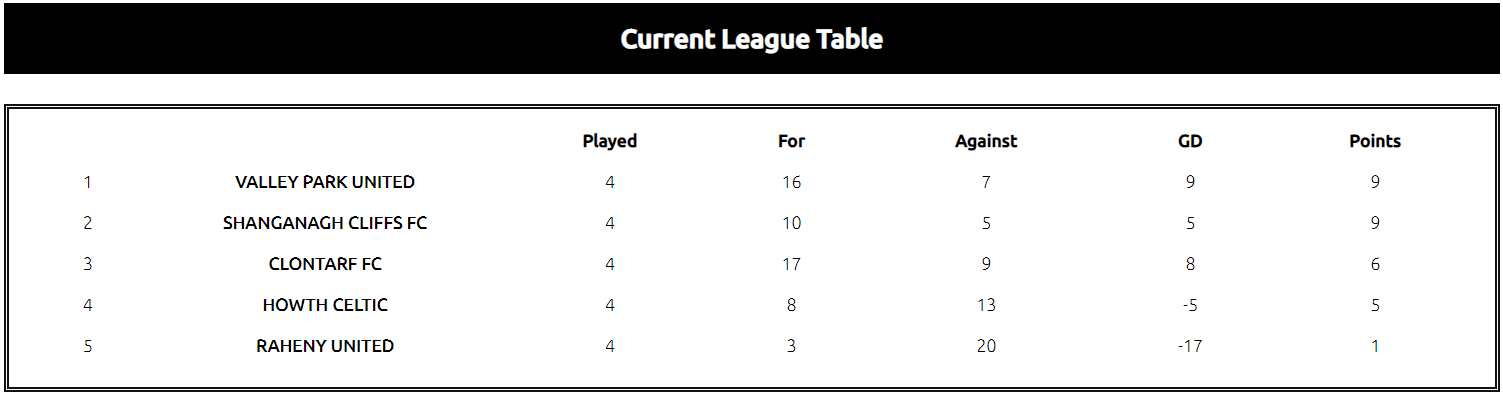 Current League Table
Played For Against GD Points
1 VALLEY PARK UNITED 4 16 7 9 9
2 SHANGANAGH CLIFFS FC 4 10 5 5 9
3 CLONTARF FC 4 17 9 8 6
4 HOWTH CELTIC 4 8 13 -5 5
5 RAHENY UNITED 4 3 20 -17 1